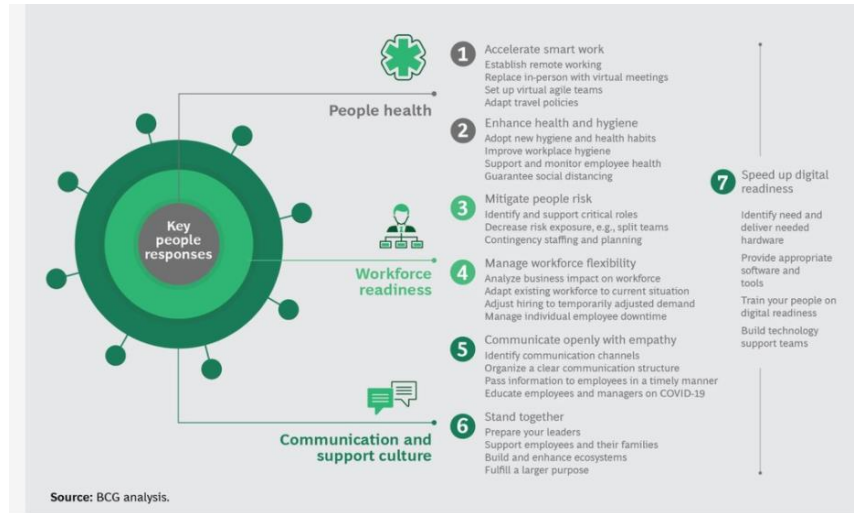 Key
people
responses
People health
1
Accelerate smart work
Establish remote working
Replace in-person with virtual meetings
Set up virtual agile teams
Adapt travel policies
2
Enhance health and hygiene
Adopt new hygiene and health habits
Improve workplace hygiene
Support and monitor employee health
Guarantee social distancing
Workforce
readiness
3
Mitigate people risk
Identify and support critical roles
Decrease risk exposure, e.g., split teams
Contingency staffing and planning
4
Manage workforce flexibility
Analyze business impact on workforce
Adapt existing workforce to current situation
Adjust hiring to temporarily adjusted demand
Manage individual employee downtime
Communication and
support culture
5
Communicate openly with empathy
Identify communication channels
Organize a clear communication structure
Pass information to employees in a timely manner
Educate employees and managers on COVID-19
6
Stand together
Prepare your leaders
Support employees and their families
Build and enhance ecosystems
Fulfill a larger purpose
7
Speed up digital
readiness
Identify need and
deliver needed
hardware
Provide appropriate
software and
tools
Train your people on
digital readiness
Build technology
support teams
Source: BCG analysis.